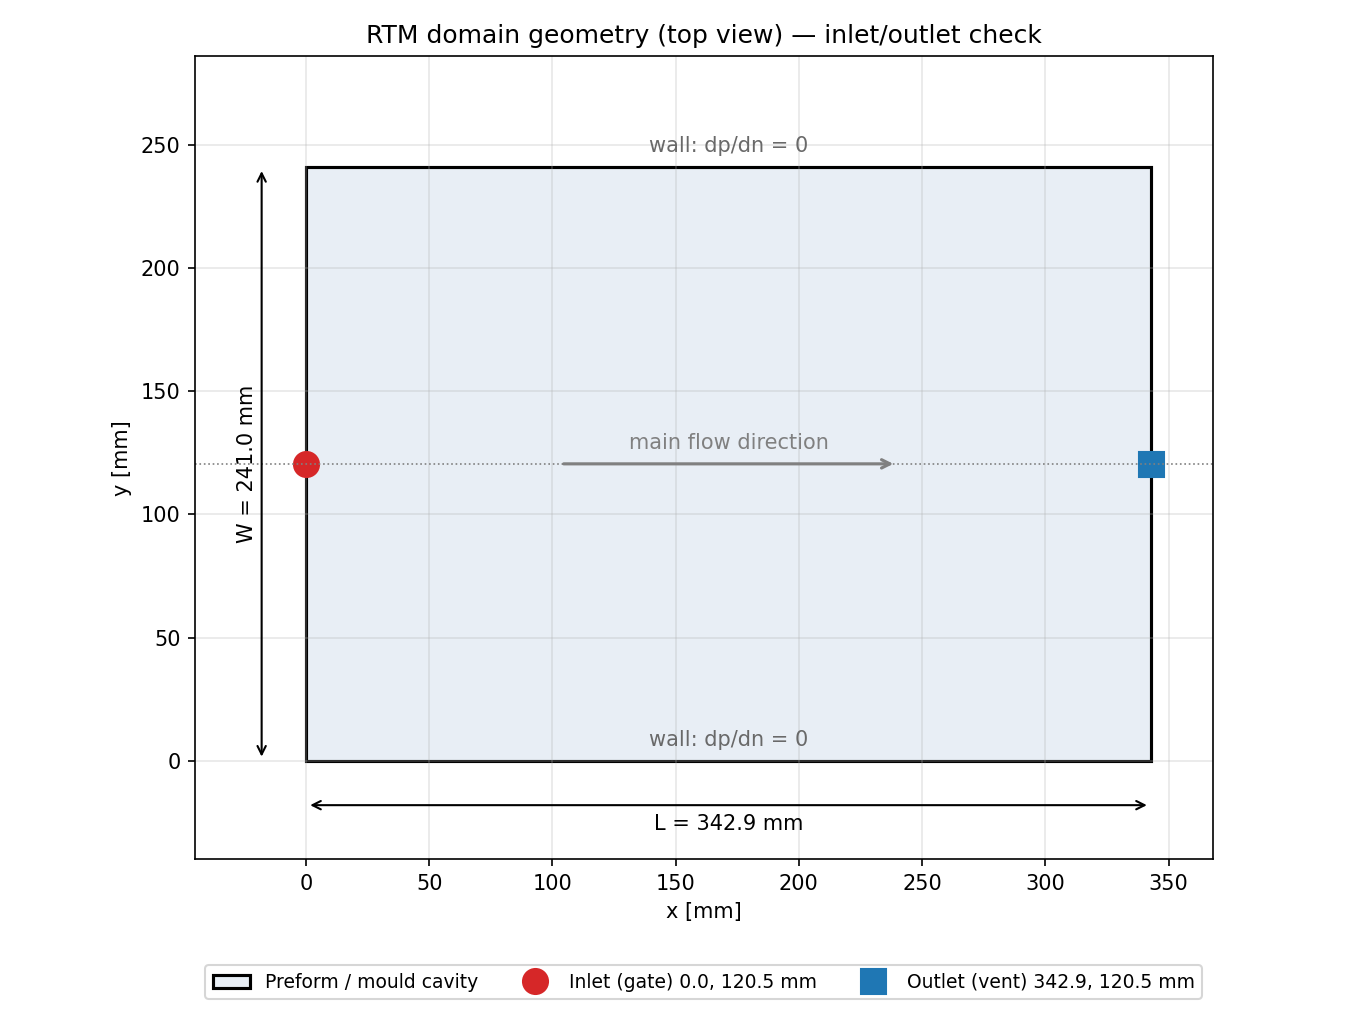 RTM domain geometry (top view) — inlet/outlet check
250
200
150
100
50
0
y [mm]
wall: dp/dn = 0
W = 241.0 mm
main flow direction
wall: dp/dn = 0
L = 342.9 mm
0 50 100 150 200 250 300 350
x [mm]
Preform / mould cavity Inlet (gate) 0.0, 120.5 mm Outlet (vent) 342.9, 120.5 mm